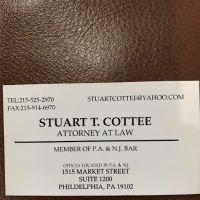 TEL:215-525-2970 STUARTCOTTEE@YAHOO.COM
FAX:215-914-6970
STUART T. COTTEE
ATTORNEY AT LAW
MEMBER OF P.A. & N.J. BAR
OFFICES LOCATED IN P.A. & N.J.
1515 MARKET STREET
SUITE 1200
PHILDELPHIA, PA 19102